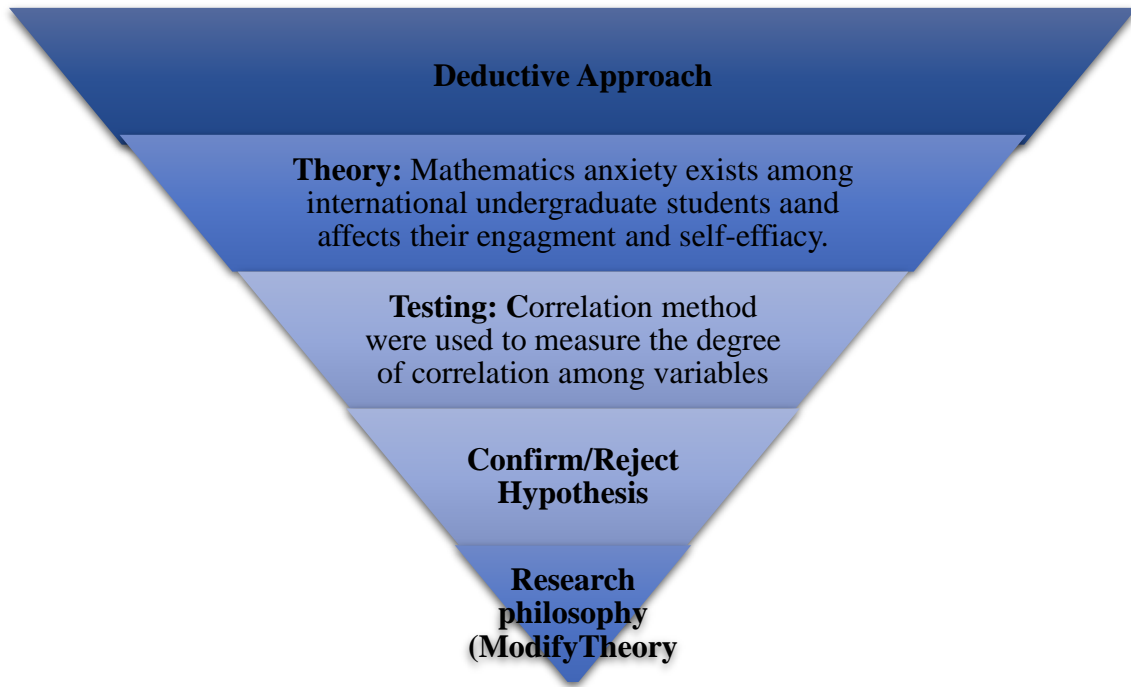 Deductive Approach
Theory: Mathematics anxiety exists among
international undergraduate students aand
affects their engagment and self-effiacy.
Testing: Correlation method
were used to measure the degree
of correlation among variables
Confirm/Reject
Hypothesis
Research
philosophy
(ModifyTheory